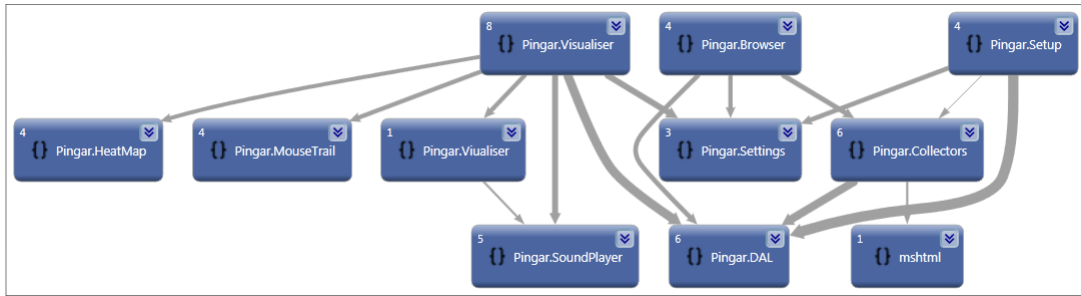 8
{} Pingar.Visualiser
4
{} Pingar.Browser
4
{} Pingar.Setup
4
{} Pingar.HeatMap
4
{} Pingar.MouseTrail
1
{} Pingar.Viualiser
3
{} Pingar.Settings
6
{} Pingar.Collectors
5
{} Pingar.SoundPlayer
6
{} Pingar.DAL
1
{} mshtml